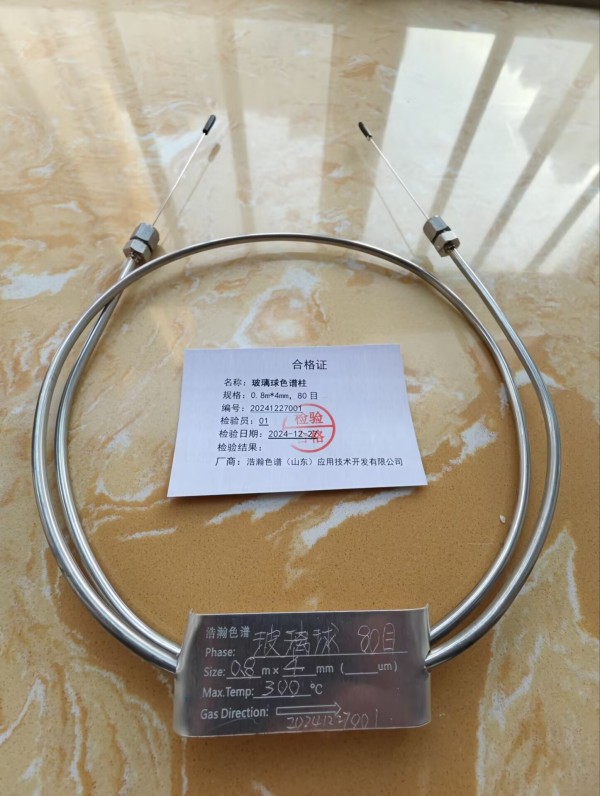 合格证
名称：玻璃球色谱柱
规格：0.8m*4mm，80 目
编号：20241227001
检验员：01
检验日期：2024-12-27
检验结果：
检验
合格
厂商：浩瀚色谱（山东）应用技术开发有限公司
浩瀚色谱
Phase: 玻璃球 80目
Size: 0.8 m x 4 mm (____um)
Max.Temp: 300 °C
Gas Direction: